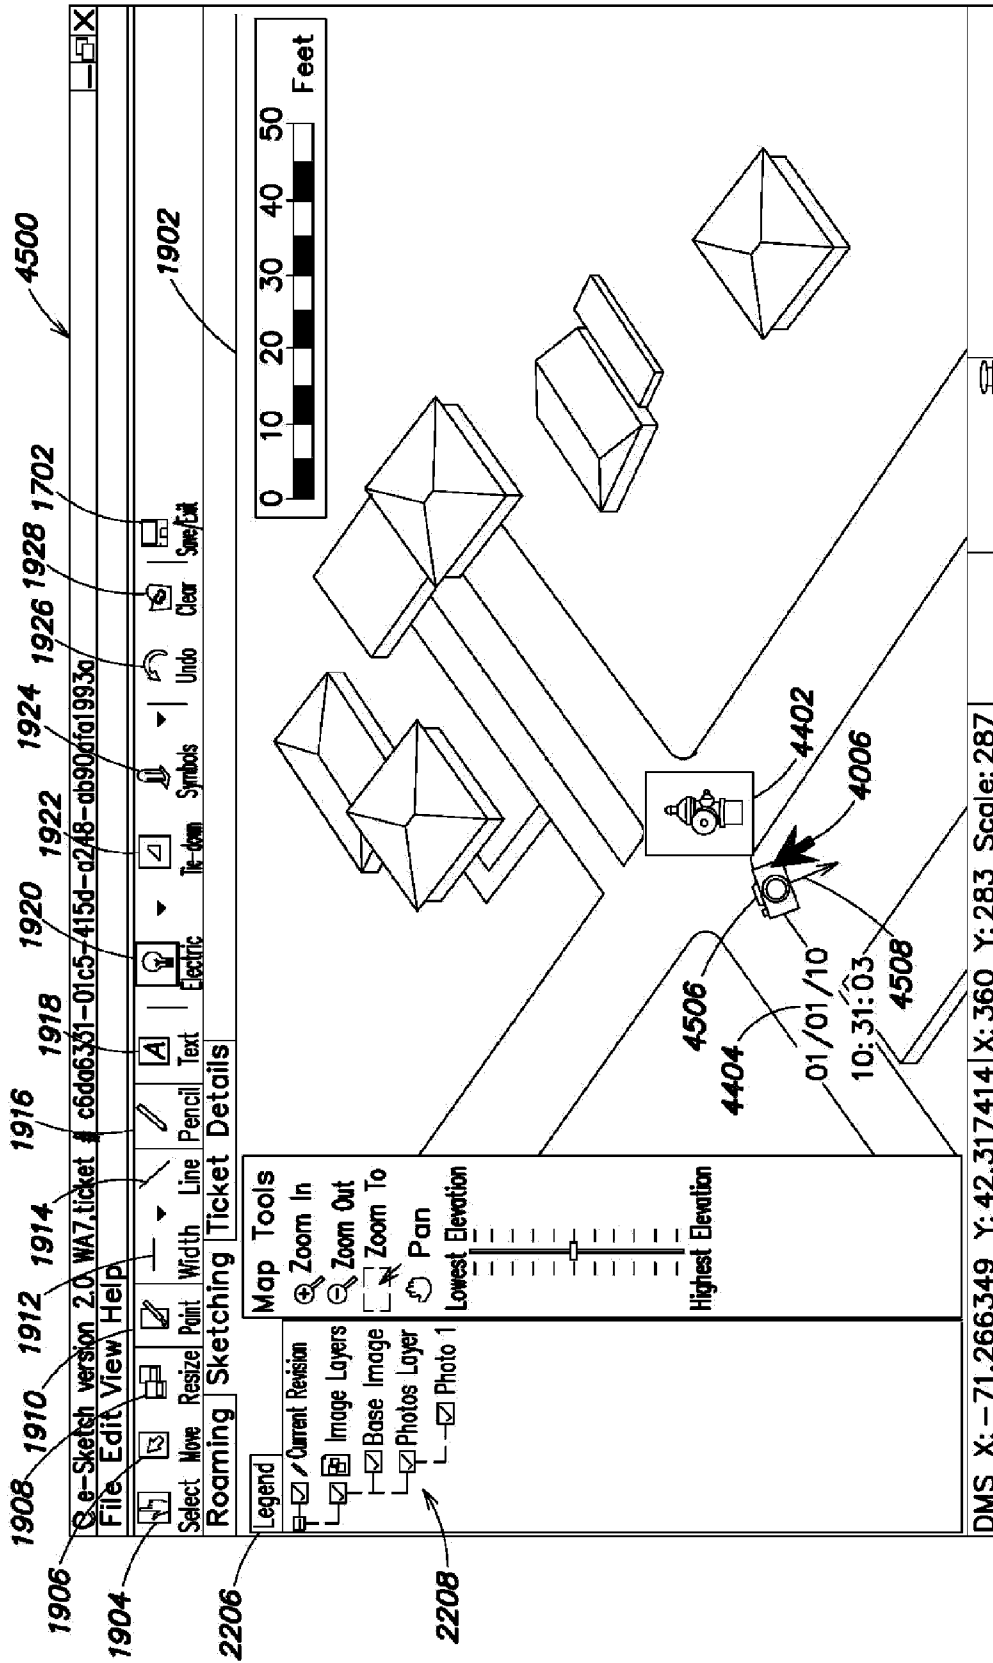 4500
1902
1702
1928
1926
1924
1922
1920
1918
1916
1914
1912
1910
1908
1906
1904
e-Sketch version 2.0 WA7,ticket # c6da6331-01c5-415d-a248-ab90afa1993a
File Edit View Help
Select Move Resize Paint Width Line Pencil Text Electric Tic-down Symbols Undo Clear Save/Exit
Roaming Sketching Ticket Details
2206
Legend
Current Revision
Image Layers
Base Image
Photos Layer
Photo 1
2208
Map Tools
Zoom In
Zoom Out
Zoom To
Pan
Lowest Elevation
Highest Elevation
0 10 20 30 40 50
Feet
4402
4006
4506
4404
01/01/10
10:31:03
4508
DMS X: -71.266349 Y: 42.317414 X: 360 Y: 283 Scale: 287